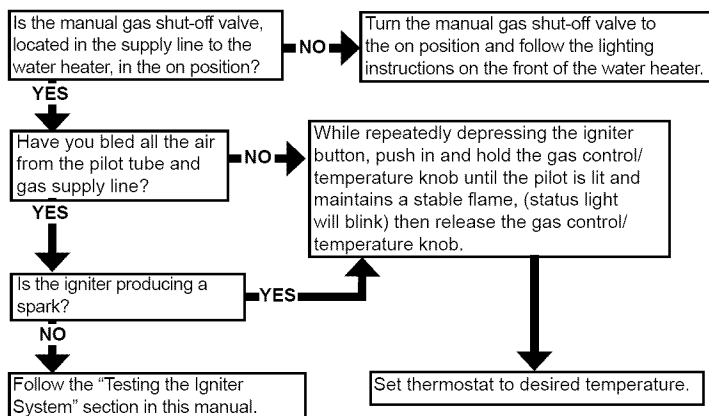 Is the manual gas shut-off valve,
located in the supply line to the
water heater, in the on position?
NO
Turn the manual gas shut-off valve to
the on position and follow the lighting
instructions on the front of the water heater.
YES
Have you bled all the air
from the pilot tube and
gas supply line?
NO
While repeatedly depressing the igniter
button, push in and hold the gas control/
temperature knob until the pilot is lit and
maintains a stable flame, (status light
will blink) then release the gas control/
temperature knob.
YES
Is the igniter producing a
spark?
YES
NO
Follow the “Testing the Igniter
System” section in this manual.
Set thermostat to desired temperature.